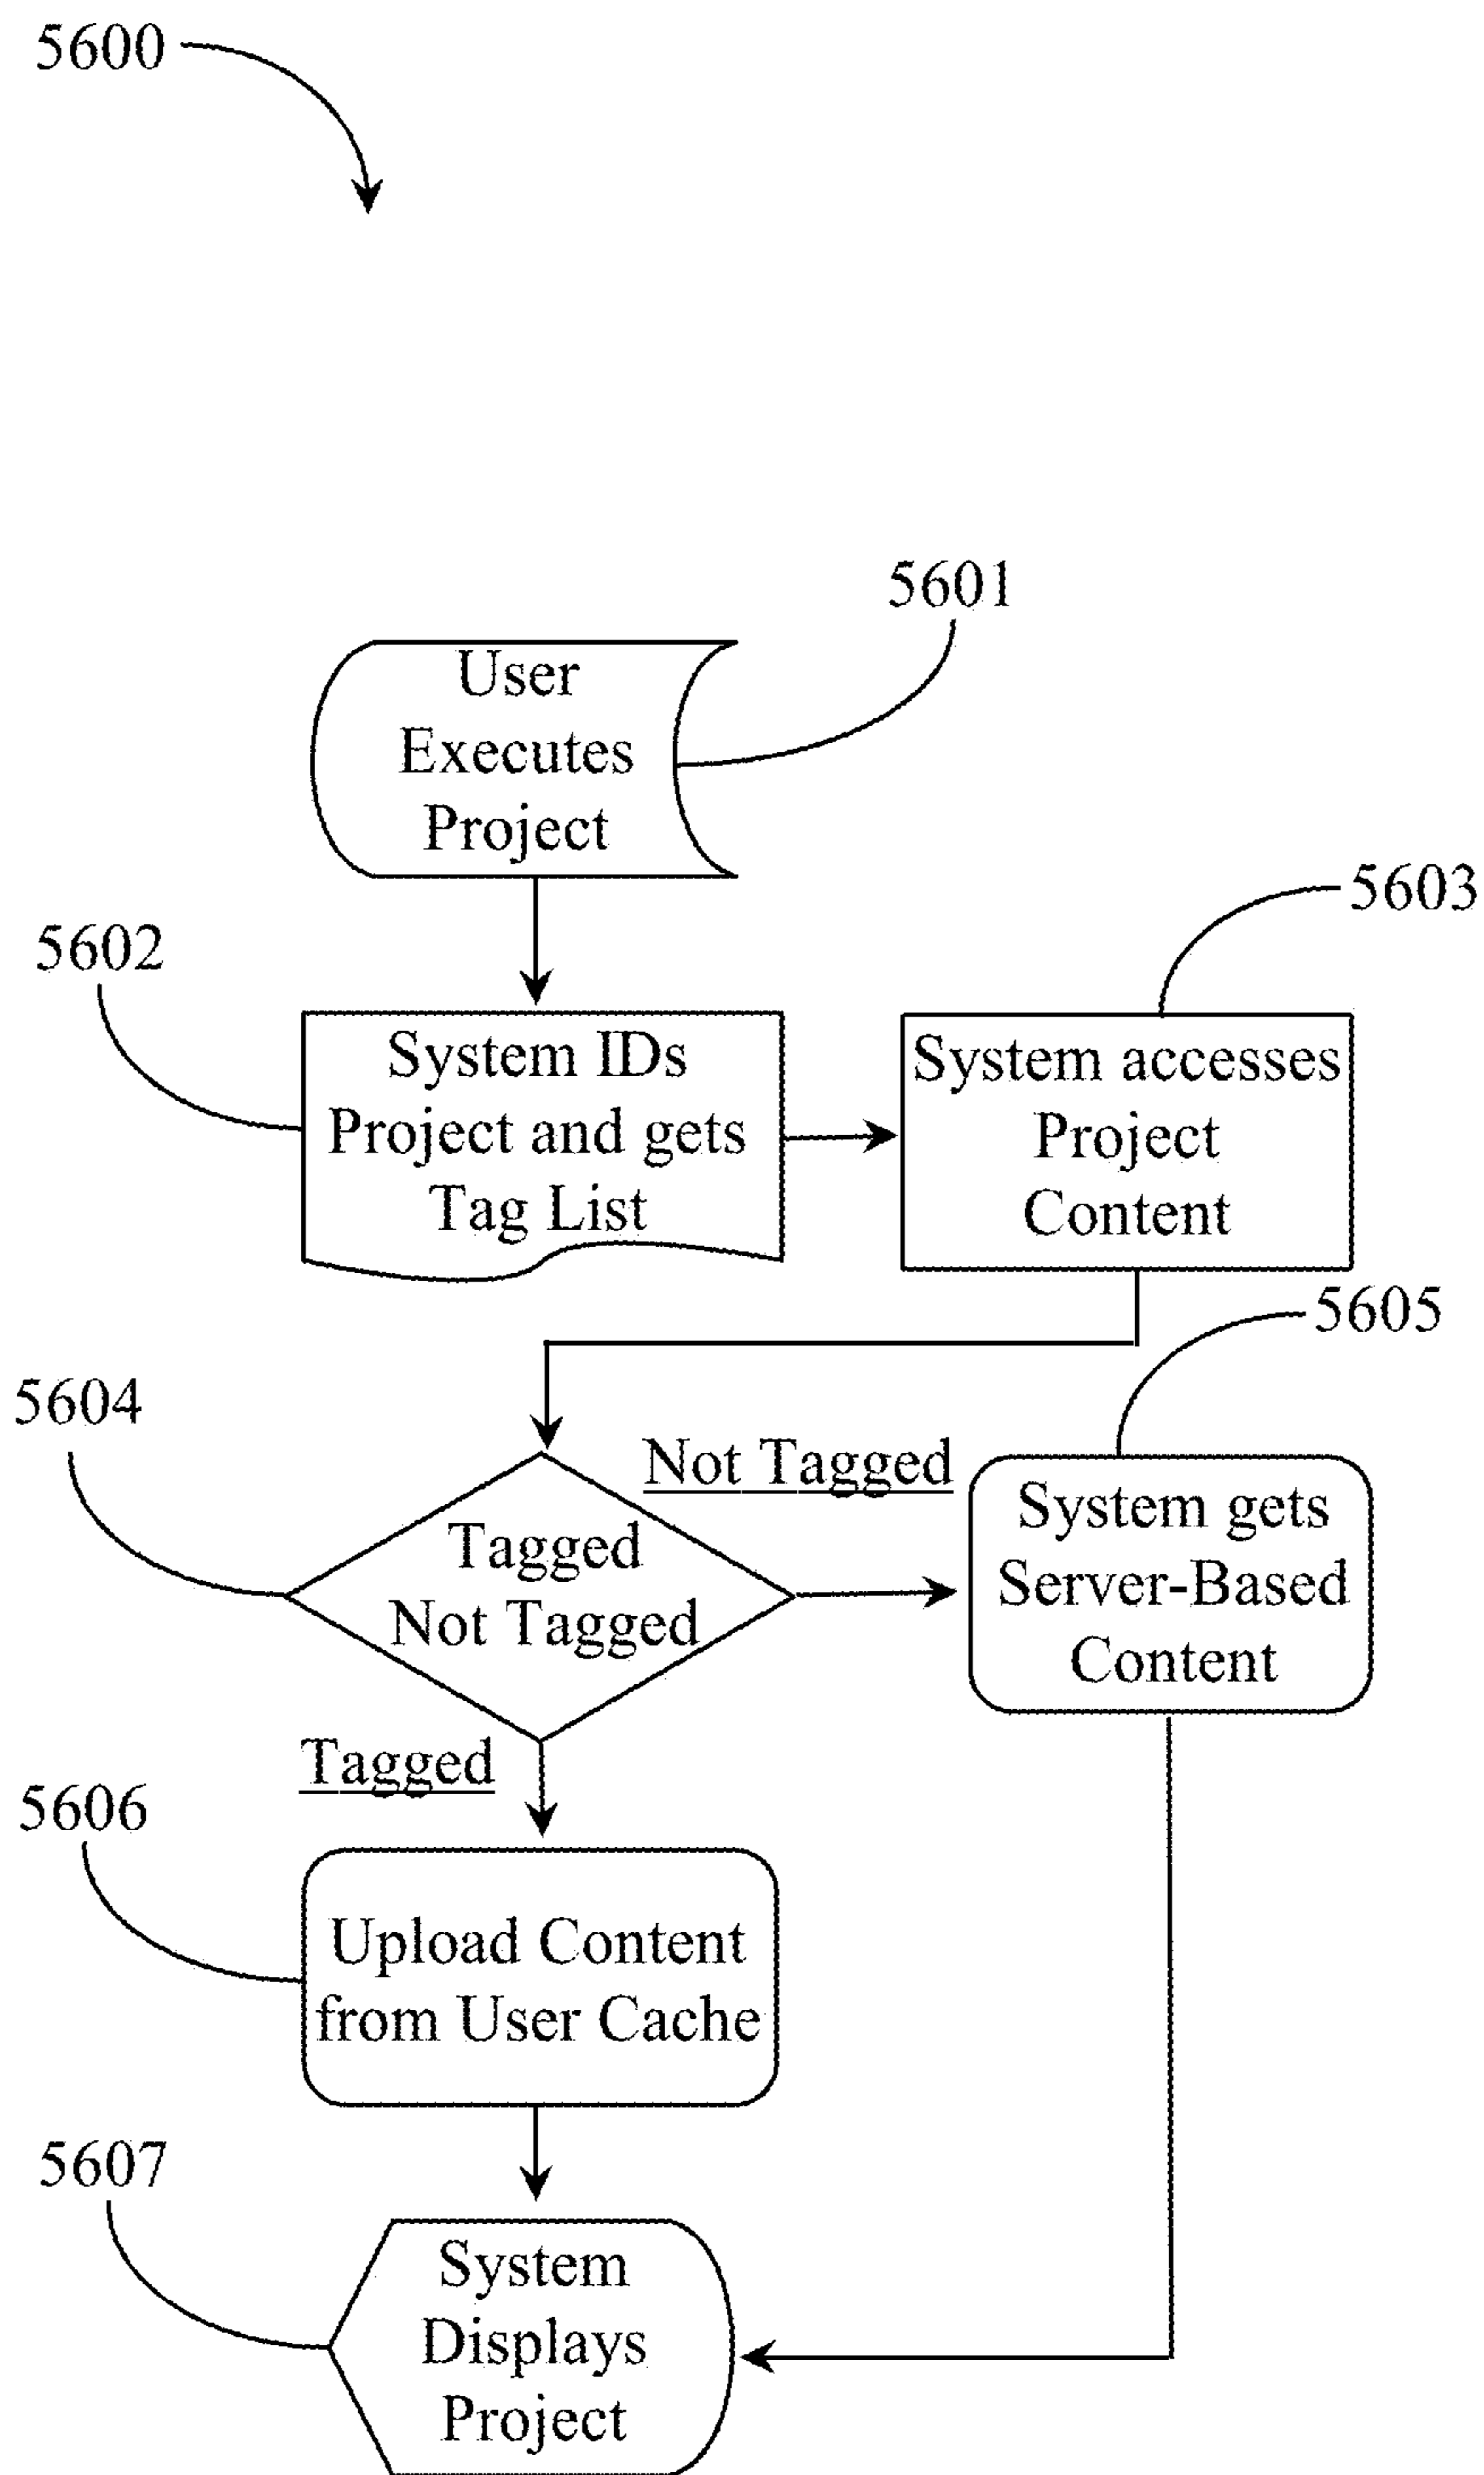 5600
5601
User
Executes
Project
5602
System IDs
Project and gets
Tag List
5603
System accesses
Project
Content
5604
Tagged
Not Tagged
Not Tagged
5605
System gets
Server-Based
Content
Tagged
5606
Upload Content
from User Cache
5607
System
Displays
Project